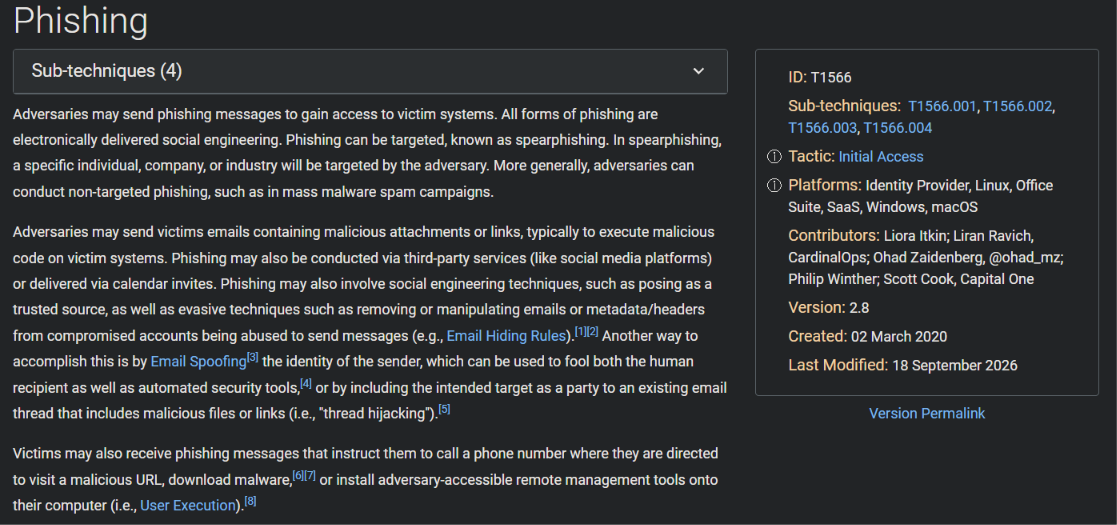 Phishing
Sub-techniques (4)
Adversaries may send phishing messages to gain access to victim systems. All forms of phishing are
electronically delivered social engineering. Phishing can be targeted, known as spearphishing. In spearphishing,
a specific individual, company, or industry will be targeted by the adversary. More generally, adversaries can
conduct non-targeted phishing, such as in mass malware spam campaigns.
Adversaries may send victims emails containing malicious attachments or links, typically to execute malicious
code on victim systems. Phishing may also be conducted via third-party services (like social media platforms)
or delivered via calendar invites. Phishing may also involve social engineering techniques, such as posing as a
trusted source, as well as evasive techniques such as removing or manipulating emails or metadata/headers
from compromised accounts being abused to send messages (e.g., Email Hiding Rules).[1][2] Another way to
accomplish this is by Email Spoofing[3] the identity of the sender, which can be used to fool both the human
recipient as well as automated security tools,[4] or by including the intended target as a party to an existing email
thread that includes malicious files or links (i.e., "thread hijacking").[5]
Victims may also receive phishing messages that instruct them to call a phone number where they are directed
to visit a malicious URL, download malware,[6][7] or install adversary-accessible remote management tools onto
their computer (i.e., User Execution).[8]
ID: T1566
Sub-techniques: T1566.001, T1566.002,
T1566.003, T1566.004
Tactic: Initial Access
Platforms: Identity Provider, Linux, Office
Suite, SaaS, Windows, macOS
Contributors: Liora Itkin; Liran Ravich,
CardinalOps; Ohad Zaidenberg, @ohad_mz;
Philip Winther; Scott Cook, Capital One
Version: 2.8
Created: 02 March 2020
Last Modified: 18 September 2026
Version Permalink